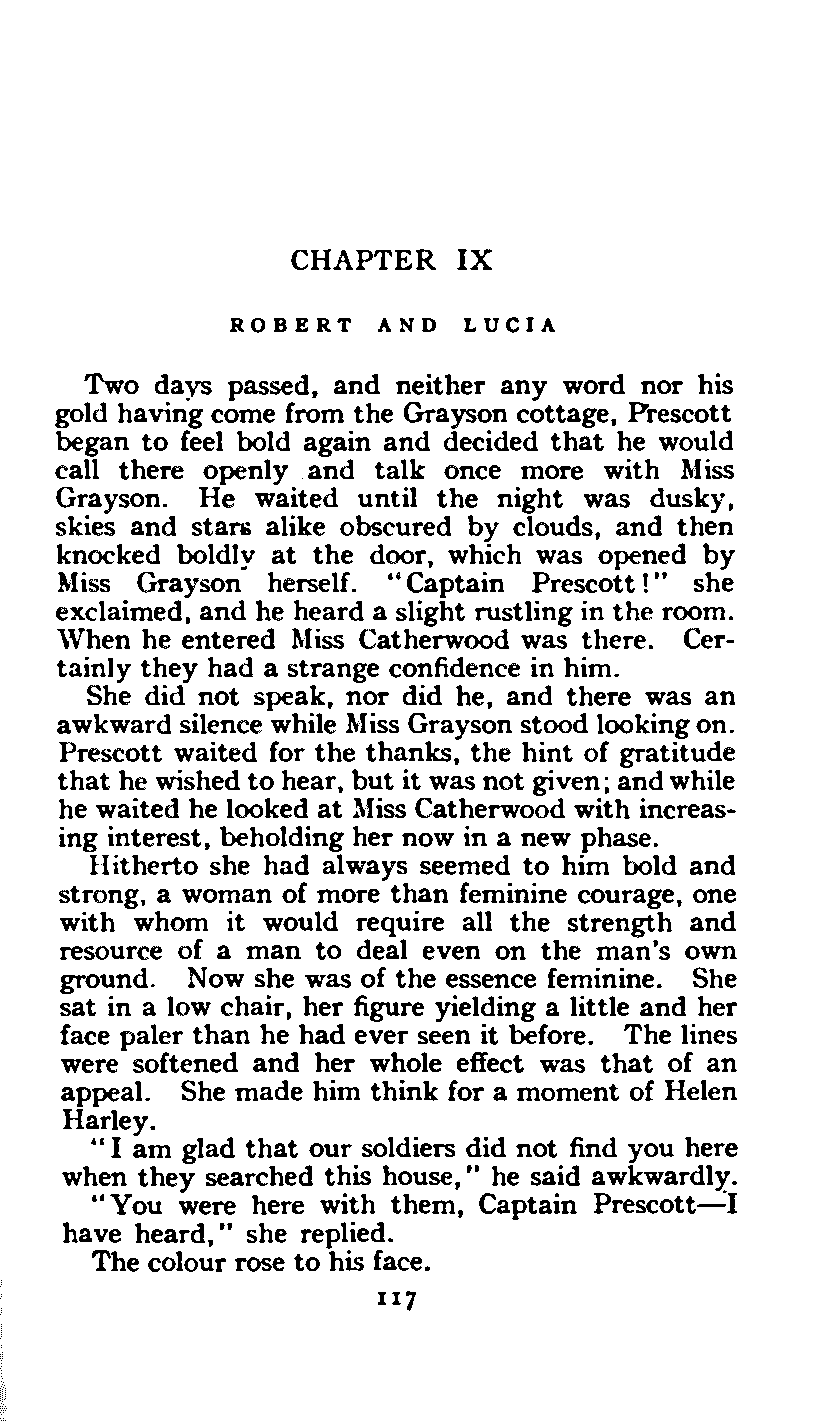 CHAPTER IX
ROBERT AND LUCIA
Two days passed, and neither any word nor his
gold having come from the Grayson cottage, Prescott
began to feel bold again and decided that he would
call there openly and talk once more with Miss
Grayson. He waited until the night was dusky,
skies and stars alike obscured by clouds, and then
knocked boldly at the door, which was opened by
Miss Grayson herself. "Captain Prescott!" she
exclaimed, and he heard a slight rustling in the room.
When he entered Miss Catherwood was there. Cer-
tainly they had a strange confidence in him.
She did not speak, nor did he, and there was an
awkward silence while Miss Grayson stood looking on.
Prescott waited for the thanks, the hint of gratitude
that he wished to hear, but it was not given; and while
he waited he looked at Miss Catherwood with increas-
ing interest, beholding her now in a new phase.
Hitherto she had always seemed to him bold and
strong, a woman of more than feminine courage, one
with whom it would require all the strength and
resource of a man to deal even on the man's own
ground. Now she was of the essence feminine. She
sat in a low chair, her figure yielding a little and her
face paler than he had ever seen it before. The lines
were softened and her whole effect was that of an
appeal. She made him think for a moment of Helen
Harley.
"I am glad that our soldiers did not find you here
when they searched this house," he said awkwardly.
"You were here with them, Captain Prescott—I
have heard," she replied.
The colour rose to his face.
117